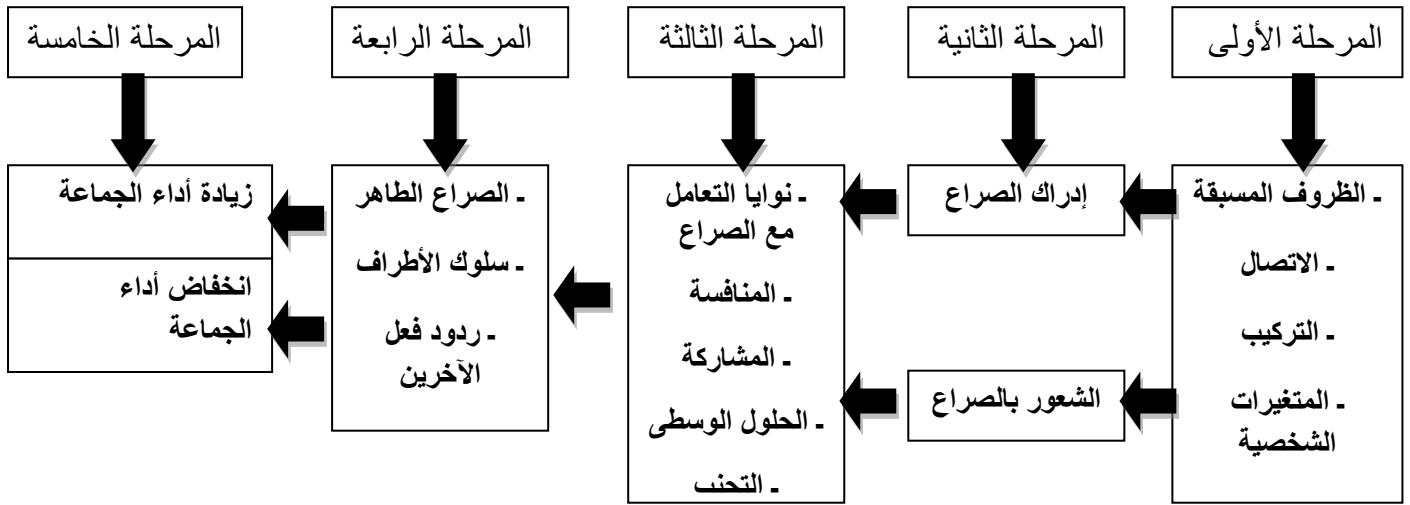 المرحلة الأولى
المرحلة الثانية
المرحلة الثالثة
المرحلة الرابعة
المرحلة الخامسة
ـ الظروف المسبقة
ـ الاتصال
ـ التركيب
ـ المتغيرات
الشخصية
إدراك الصراع
الشعور بالصراع
ـ نوايا التعامل
مع الصراع
ـ المنافسة
ـ المشاركة
ـ الحلول الوسطى
ـ التجنب
ـ الصراع الطاهر
ـ سلوك الأطراف
ـ ردود فعل
الآخرين
زيادة أداء الجماعة
انخفاض أداء
الجماعة